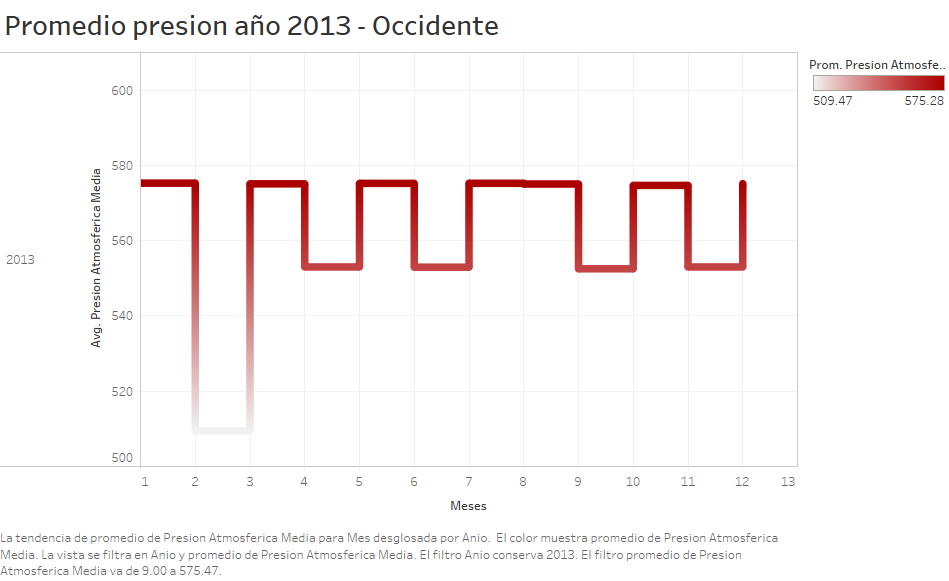 Promedio presion año 2013 - Occidente
Prom. Presion Atmosfe..
509.47 575.28
600
580
560
540
520
500
Avg. Presion Atmosferica Media
2013
1 2 3 4 5 6 7 8 9 10 11 12 13
Meses
La tendencia de promedio de Presion Atmosferica Media para Mes desglosada por Anio.  El color muestra promedio de Presion Atmosferica
Media. La vista se filtra en Anio y promedio de Presion Atmosferica Media. El filtro Anio conserva 2013. El filtro promedio de Presion
Atmosferica Media va de 9.00 a 575.47.